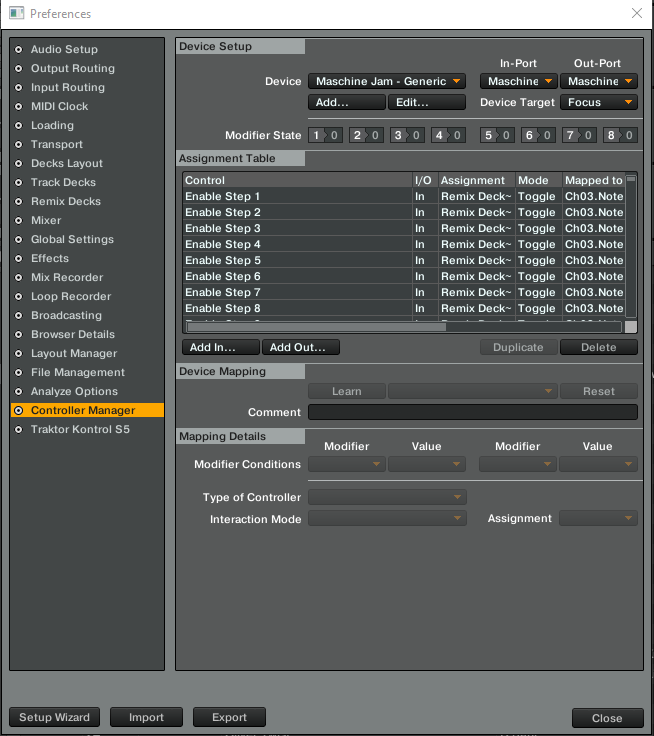 Preferences
Audio Setup
Output Routing
Input Routing
MIDI Clock
Loading
Transport
Decks Layout
Track Decks
Remix Decks
Mixer
Global Settings
Effects
Mix Recorder
Loop Recorder
Broadcasting
Browser Details
Layout Manager
File Management
Analyze Options
Controller Manager
Traktor Kontrol S5
Device Setup
In-Port Out-Port
Device Maschine Jam - Generic Maschine Maschine
Add... Edit... Device Target Focus
Modifier State 1 0 2 0 3 0 4 0 5 0 6 0 7 0 8 0
Assignment Table
Control I/O Assignment Mode Mapped to
Enable Step 1 In Remix Deck~ Toggle Ch03.Note
Enable Step 2 In Remix Deck~ Toggle Ch03.Note
Enable Step 3 In Remix Deck~ Toggle Ch03.Note
Enable Step 4 In Remix Deck~ Toggle Ch03.Note
Enable Step 5 In Remix Deck~ Toggle Ch03.Note
Enable Step 6 In Remix Deck~ Toggle Ch03.Note
Enable Step 7 In Remix Deck~ Toggle Ch03.Note
Enable Step 8 In Remix Deck~ Toggle Ch03.Note
Add In... Add Out... Duplicate Delete
Device Mapping
Learn Reset
Comment
Mapping Details
Modifier Value Modifier Value
Modifier Conditions
Type of Controller
Interaction Mode Assignment
Setup Wizard Import Export Close